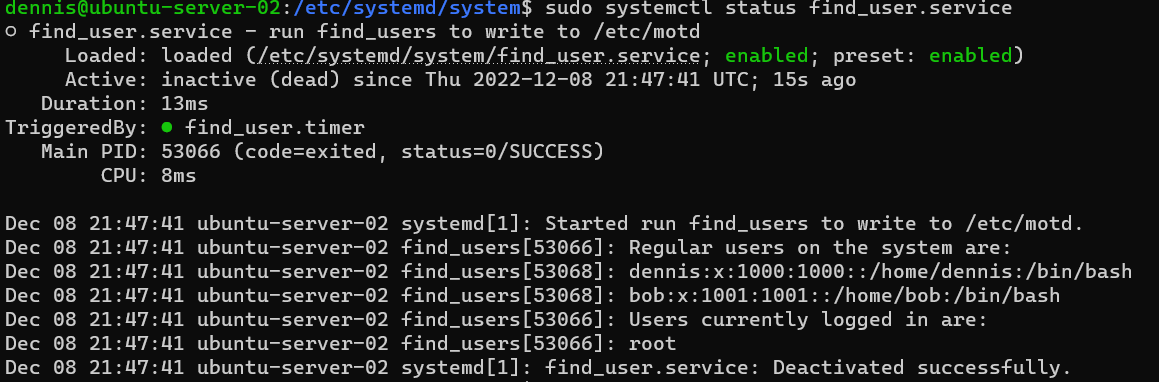 dennis@ubuntu-server-02:/etc/systemd/system$ sudo systemctl status find_user.service
○ find_user.service - run find_users to write to /etc/motd
     Loaded: loaded (/etc/systemd/system/find_user.service; enabled; preset: enabled)
     Active: inactive (dead) since Thu 2022-12-08 21:47:41 UTC; 15s ago
   Duration: 13ms
TriggeredBy: ● find_user.timer
   Main PID: 53066 (code=exited, status=0/SUCCESS)
        CPU: 8ms

Dec 08 21:47:41 ubuntu-server-02 systemd[1]: Started run find_users to write to /etc/motd.
Dec 08 21:47:41 ubuntu-server-02 find_users[53066]: Regular users on the system are:
Dec 08 21:47:41 ubuntu-server-02 find_users[53068]: dennis:x:1000:1000::/home/dennis:/bin/bash
Dec 08 21:47:41 ubuntu-server-02 find_users[53068]: bob:x:1001:1001::/home/bob:/bin/bash
Dec 08 21:47:41 ubuntu-server-02 find_users[53066]: Users currently logged in are:
Dec 08 21:47:41 ubuntu-server-02 find_users[53066]: root
Dec 08 21:47:41 ubuntu-server-02 systemd[1]: find_user.service: Deactivated successfully.